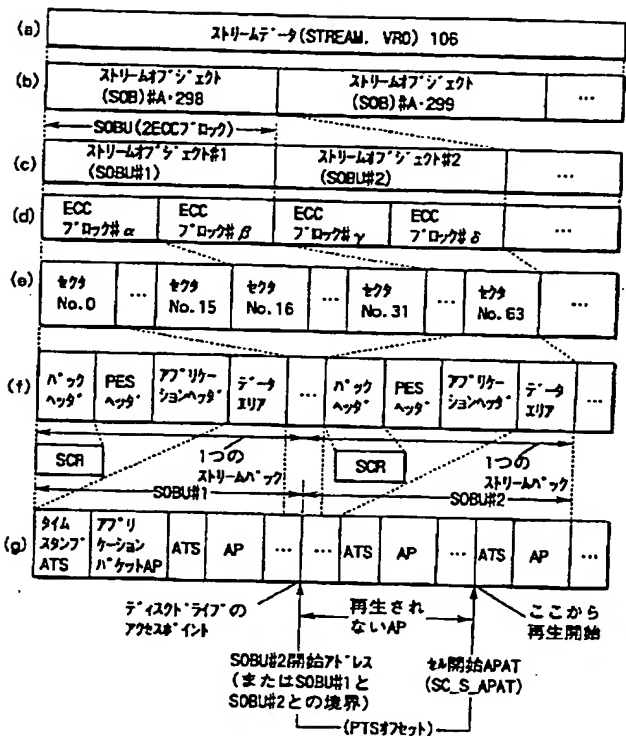 (a) ストリームデータ(STREAM. VRO) 106
(b) ストリームオブジェクト ストリームオブジェクト ...
(SOB)#A・298 (SOB)#A・299
SOBU(2ECCブロック)
(c) ストリームオブジェクト#1 ストリームオブジェクト#2 ...
(SOBU#1) (SOBU#2)
(d) ECC ECC ECC ECC ...
ブロック#α ブロック#β ブロック#γ ブロック#δ
(e) セクタ ... セクタ セクタ ... セクタ ... セクタ ...
No.0 No.15 No.16 No.31 No.63
(f) パック PES アプリケー データ ... パック PES アプリケー データ ...
ヘッダ ヘッダ ションヘッダ エリア ヘッダ ヘッダ ションヘッダ エリア
SCR 1つの SCR 1つの
ストリームパック ストリームパック
SOBU#1 SOBU#2
(g) タイム アプリ ATS AP ... ... ATS AP ... ATS AP ...
スタンプ ケーション
ATS パケットAP
ディスクドライブの 再生され ここから
アクセスポイント ないAP 再生開始
SOBU#2開始アドレス セル開始APAT
(またはSOBU#1と (SC_S_APAT)
SOBU#2との境界)
(PTSオフセット)